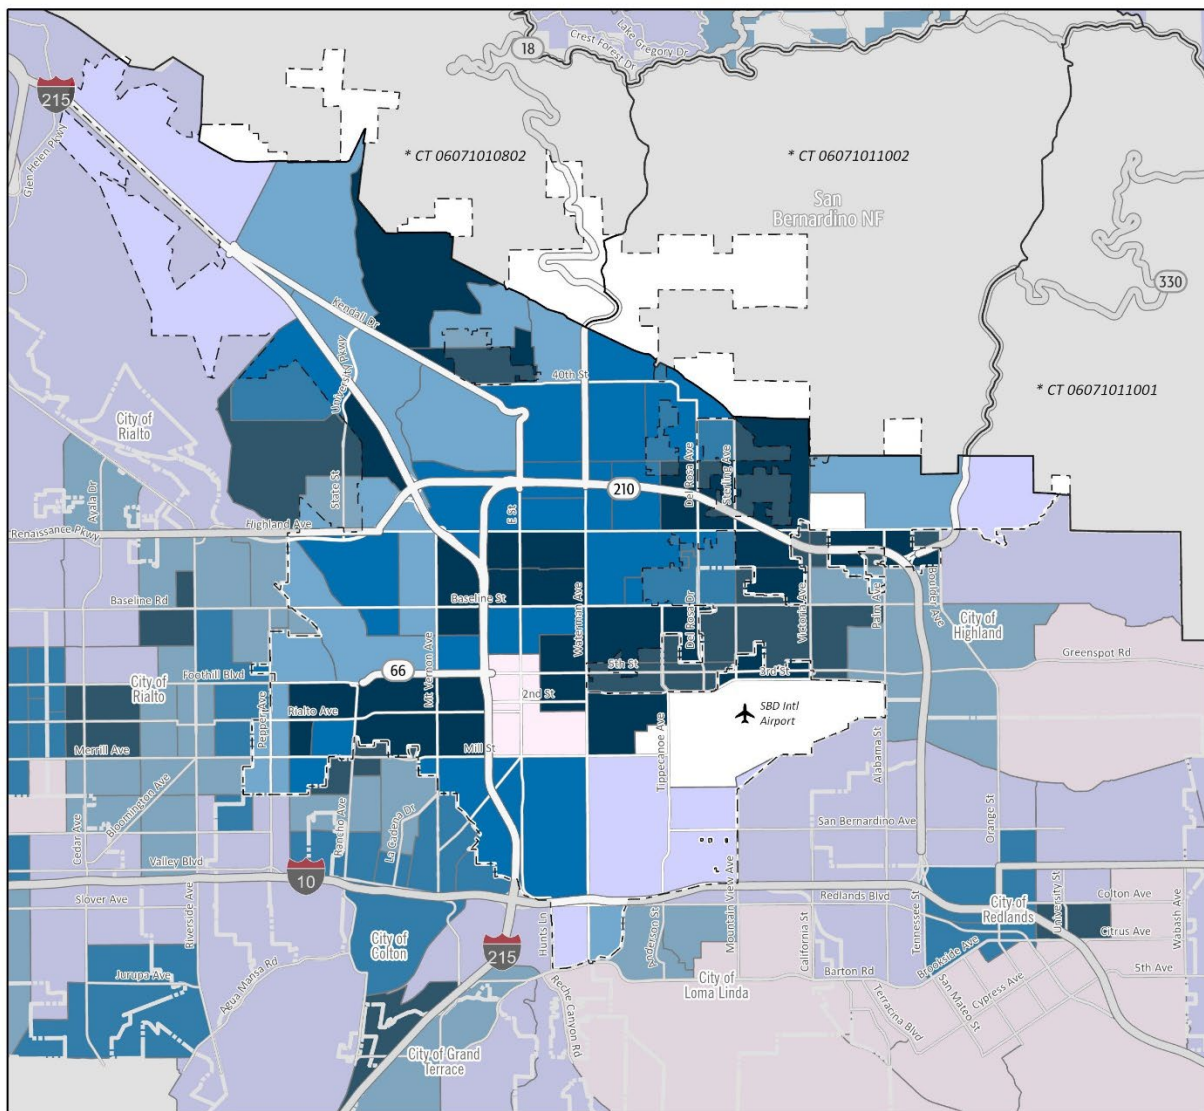 18
Crest Forest Dr
Lake Gregory Dr
215
Glen Helen Pkwy
* CT 06071010802
* CT 06071011002
San
Bernardino NF
330
Kendall Dr
University Pkwy
40th St
* CT 06071011001
City of
Rialto
Ayala Dr
State St
E St
210
Del Rosa Ave
Sterling Ave
Highland Ave
Renaissance Pkwy
Baseline Rd
Baseline St
Waterman Ave
Del Rosa Dr
Victoria Ave
Palm Ave
Boulder Ave
City of
Highland
Greenspot Rd
Foothill Blvd
66
Mt Vernon Ave
5th St
3rd St
City of
Rialto
Pepper Ave
Rialto Ave
2nd St
SBD Intl
Airport
Merrill Ave
Mill St
Tippecanoe Ave
Alabama St
Cedar Ave
Bloomington Ave
Rancho Ave
La Cadena Dr
San Bernardino Ave
Orange St
Valley Blvd
10
Slover Ave
Riverside Ave
Redlands Blvd
City of
Redlands
University St
Colton Ave
Citrus Ave
Wabash Ave
City of
Colton
215
Hunts Ln
Anderson St
Mountain View Ave
California St
Tennessee St
Brookside Ave
Jurupa Ave
Agua Mansa Rd
Reche Canyon Rd
City of
Loma Linda
Barton Rd
Terracina Blvd
San Mateo St
Cypress Ave
5th Ave
City of Grand
Terrace